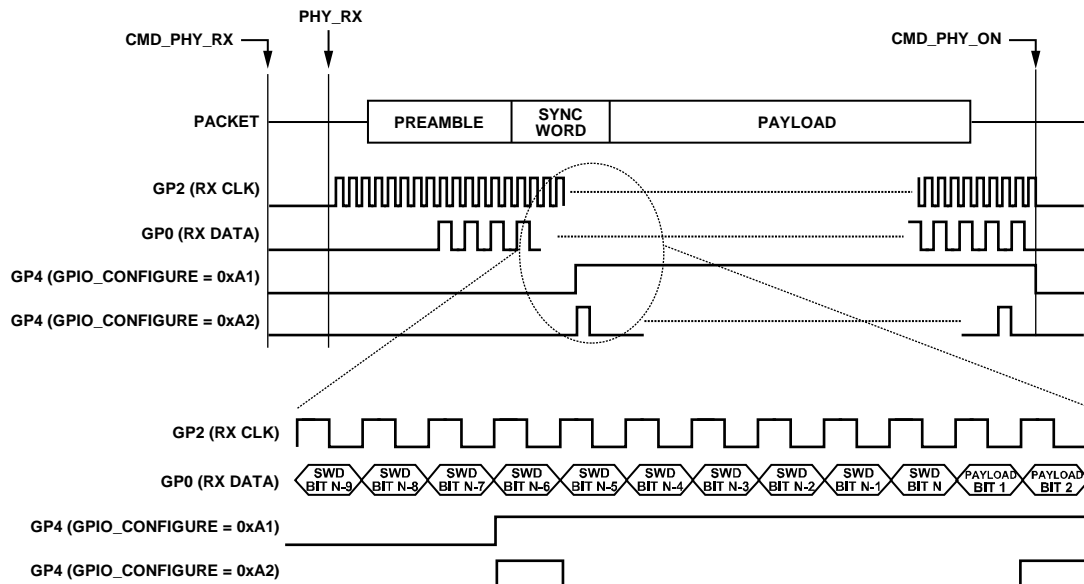 PHY_RX
CMD_PHY_RX
CMD_PHY_ON
PACKET
PREAMBLE
SYNC
WORD
PAYLOAD
GP2 (RX CLK)
GP0 (RX DATA)
GP4 (GPIO_CONFIGURE = 0xA1)
GP4 (GPIO_CONFIGURE = 0xA2)
GP2 (RX CLK)
GP0 (RX DATA)
SWD
BIT N-9
SWD
BIT N-8
SWD
BIT N-7
SWD
BIT N-6
SWD
BIT N-5
SWD
BIT N-4
SWD
BIT N-3
SWD
BIT N-2
SWD
BIT N-1
SWD
BIT N
PAYLOAD
BIT 1
PAYLOAD
BIT 2
GP4 (GPIO_CONFIGURE = 0xA1)
GP4 (GPIO_CONFIGURE = 0xA2)